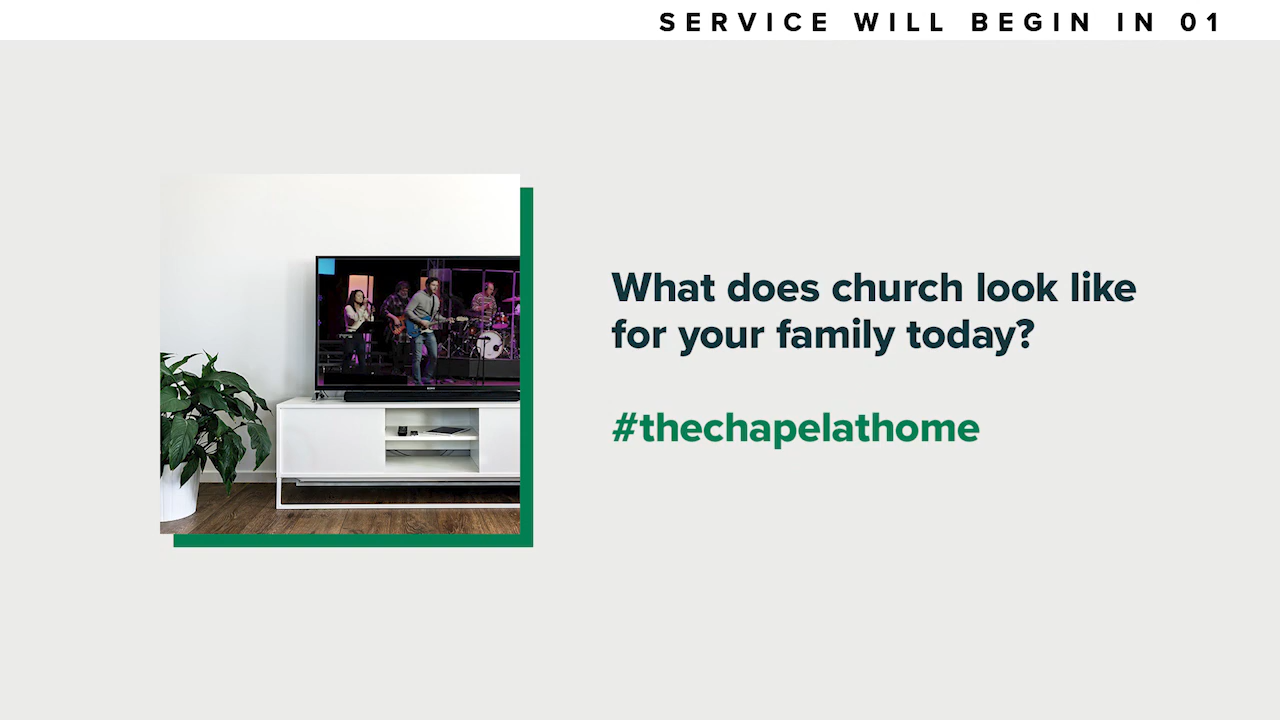 SERVICE WILL BEGIN IN 01
What does church look like
for your family today?
#thechapelathome